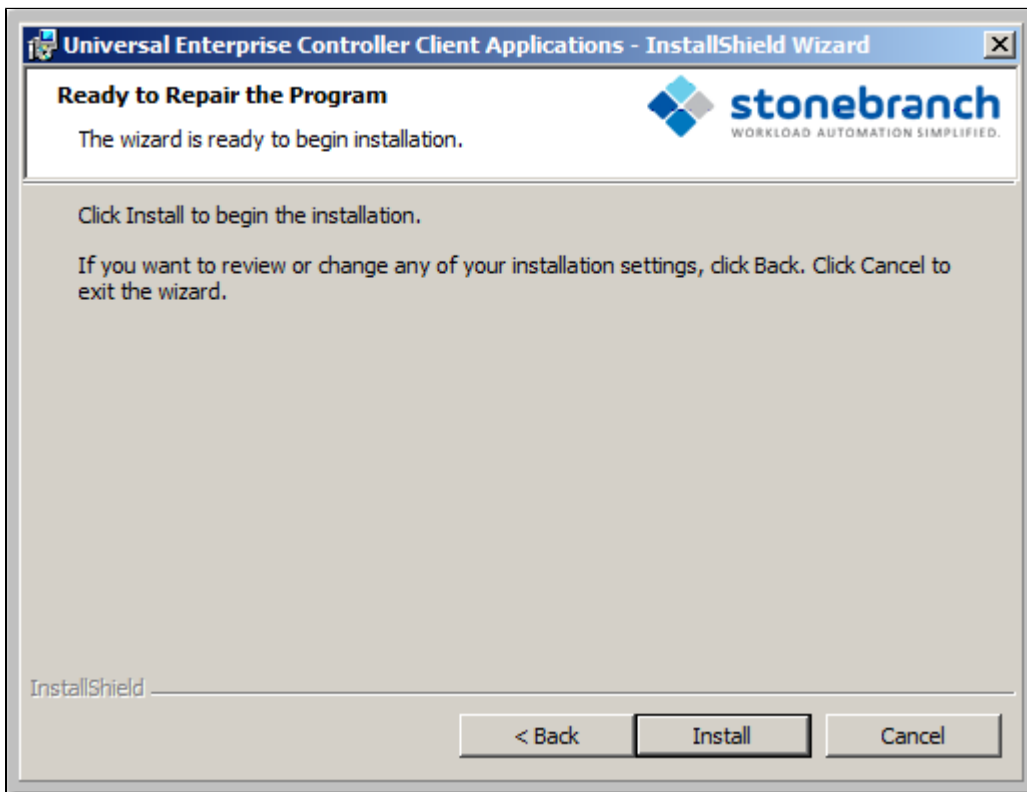 Universal Enterprise Controller Client Applications - InstallShield Wizard
Ready to Repair the Program
The wizard is ready to begin installation.
stonebranch
WORKLOAD AUTOMATION SIMPLIFIED.
Click Install to begin the installation.
If you want to review or change any of your installation settings, click Back. Click Cancel to
exit the wizard.
InstallShield
< Back
Install
Cancel